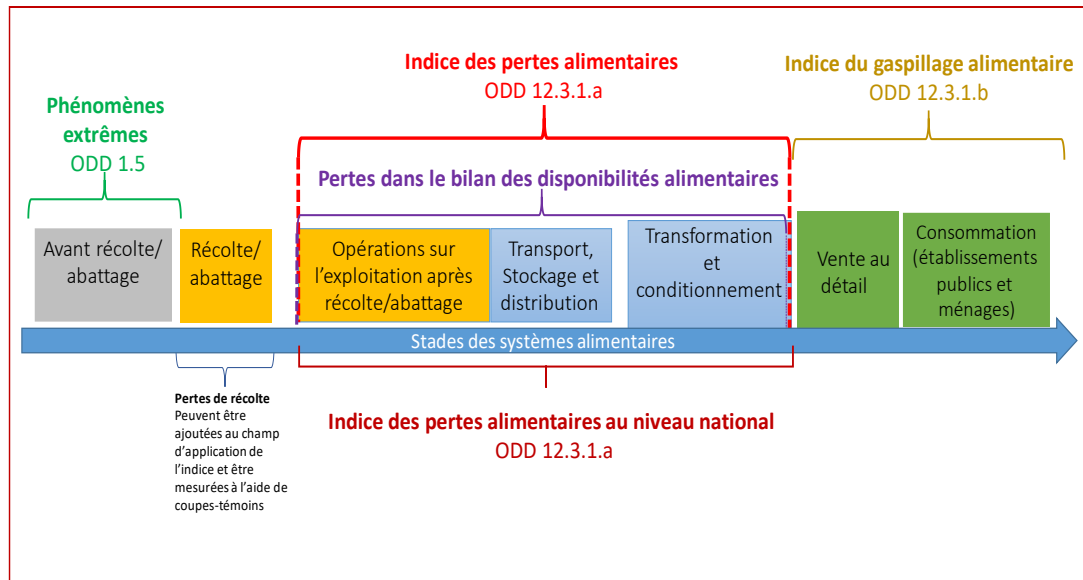 Indice des pertes alimentaires
ODD 12.3.1.a
Indice du gaspillage alimentaire
ODD 12.3.1.b
Phénomènes
extrêmes
ODD 1.5
Pertes dans le bilan des disponibilités alimentaires
Avant récolte/
abattage
Récolte/
abattage
Opérations sur
l’exploitation après
récolte/abattage
Transport,
Stockage et
distribution
Transformation
et
conditionnement
Vente au
détail
Consommation
(établissements
publics et
ménages)
Stades des systèmes alimentaires
Pertes de récolte
Peuvent être
ajoutées au champ
d’application de
l’indice et être
mesurées à l’aide de
coupes-témoins
Indice des pertes alimentaires au niveau national
ODD 12.3.1.a